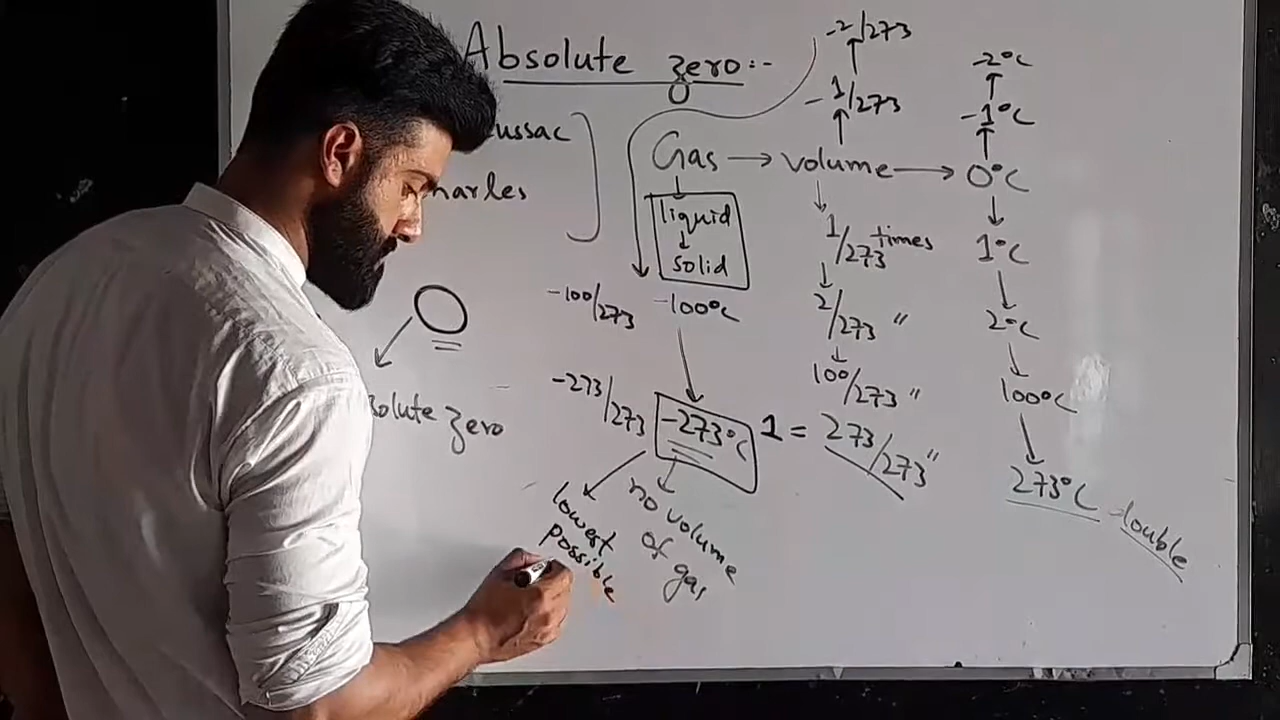 Absolute zero:-
0
ussac
harles
Gas → volume → 0°C
liquid
↓
solid
-1/273
-2/273
-1°C
-2°C
1/273 times
1°C
2/273 "
2°C
100/273 "
100°C
1 = 273/273 "
273°C double
-100/273
-100°C
-273/273
-273°C
lowest
possible
no volume
of gas
solute zero